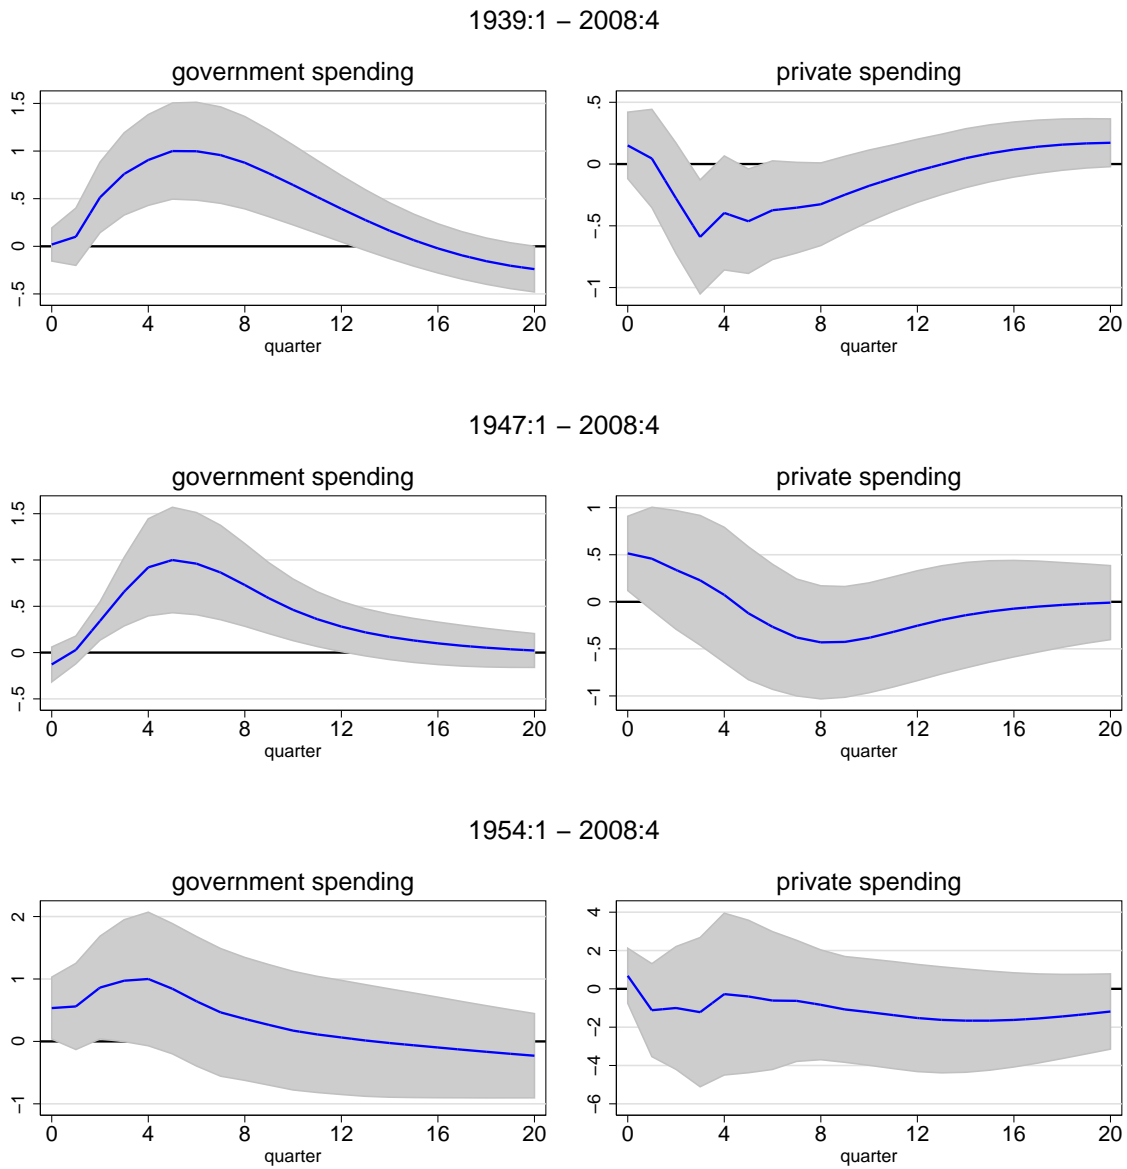 1939:1 − 2008:4
government spending
private spending
1.5
1
.5
0
−.5
0 4 8 12 16 20
quarter
.5
0
−.5
−1
0 4 8 12 16 20
quarter
1947:1 − 2008:4
government spending
private spending
1.5
1
.5
0
−.5
0 4 8 12 16 20
quarter
1
.5
0
−.5
−1
0 4 8 12 16 20
quarter
1954:1 − 2008:4
government spending
private spending
2
1
0
−1
0 4 8 12 16 20
quarter
4
2
0
−2
−4
−6
0 4 8 12 16 20
quarter